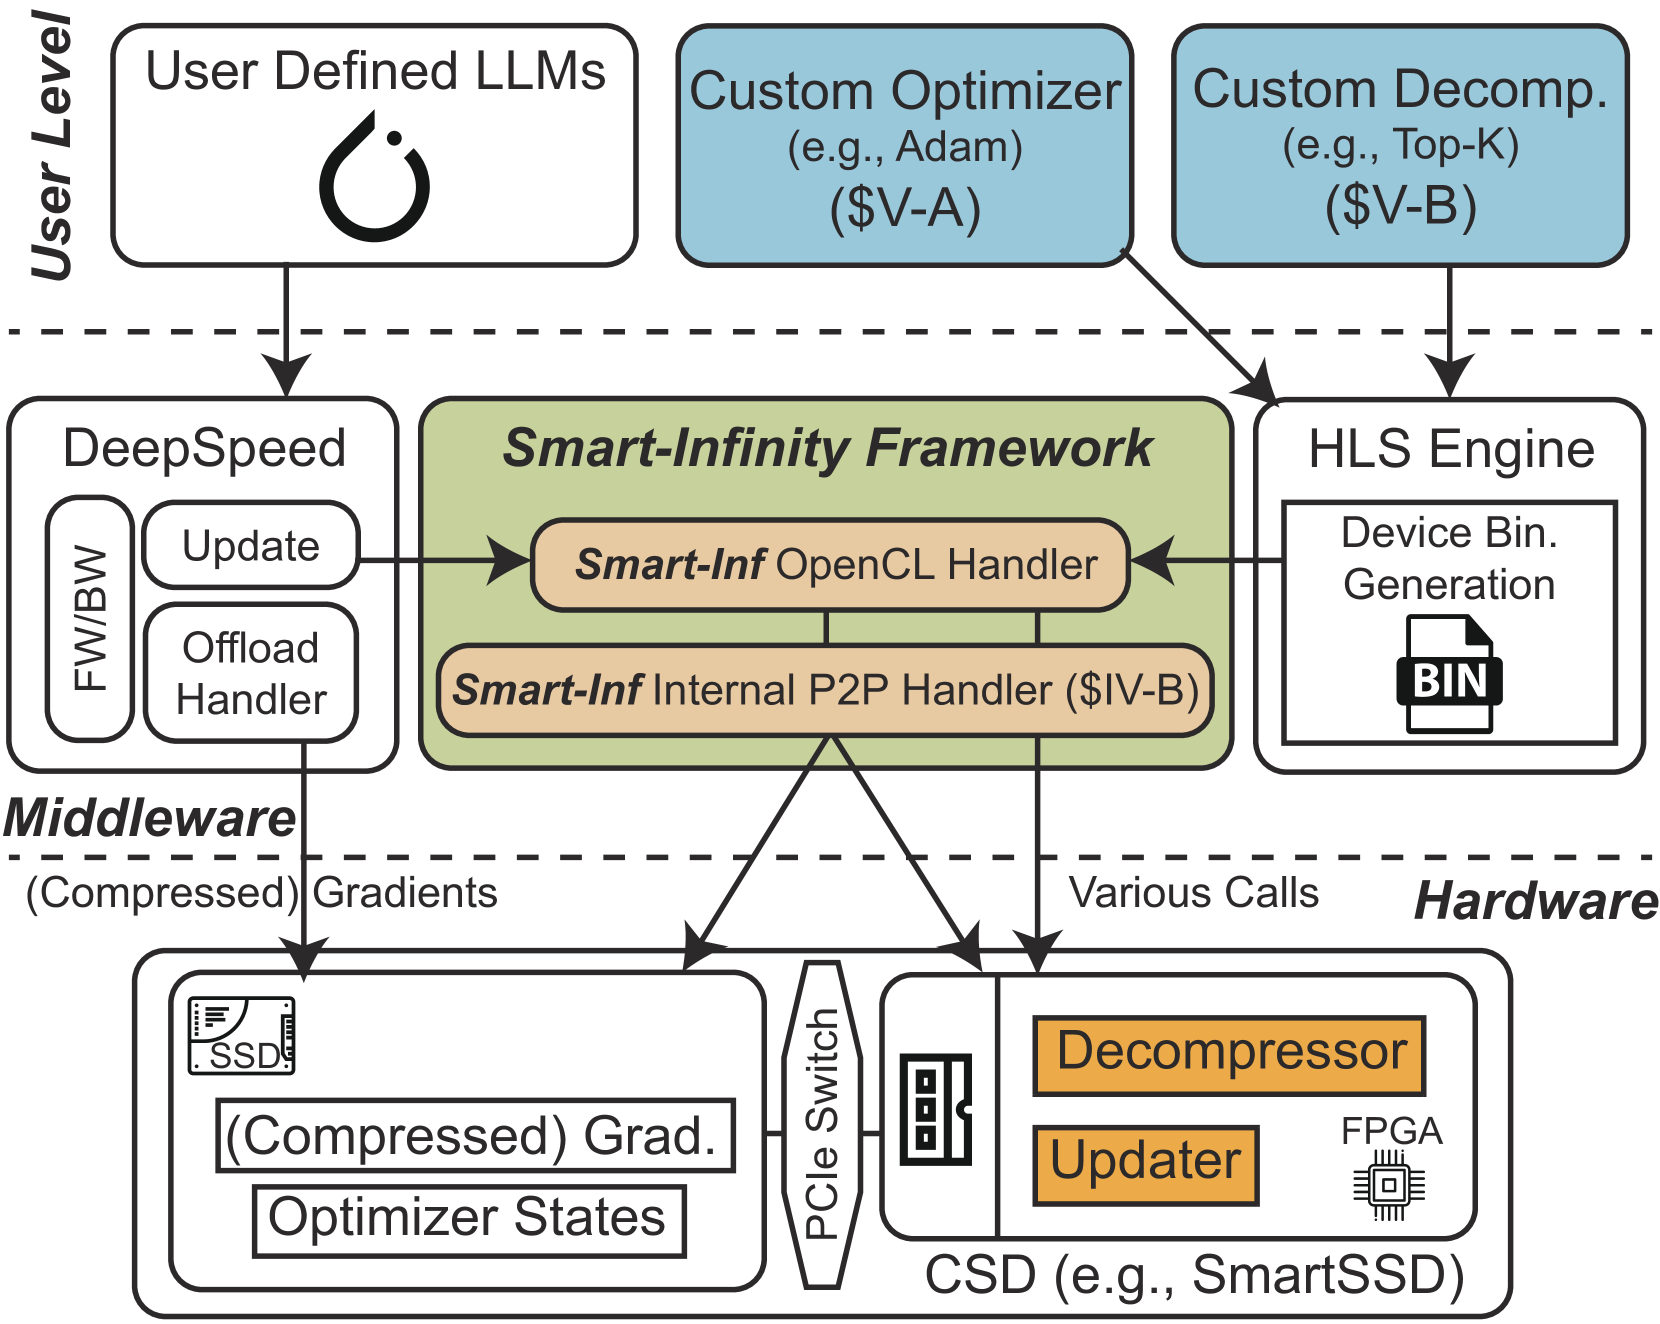 User Level
User Defined LLMs
Custom Optimizer
(e.g., Adam)
($V-A)
Custom Decomp.
(e.g., Top-K)
($V-B)
DeepSpeed
FW/BW
Update
Offload
Handler
Smart-Infinity Framework
Smart-Inf OpenCL Handler
Smart-Inf Internal P2P Handler ($IV-B)
HLS Engine
Device Bin.
Generation
BIN
Middleware
(Compressed) Gradients
Various Calls
Hardware
SSD
(Compressed) Grad.
Optimizer States
PCIe Switch
Decompressor
Updater
FPGA
CSD (e.g., SmartSSD)